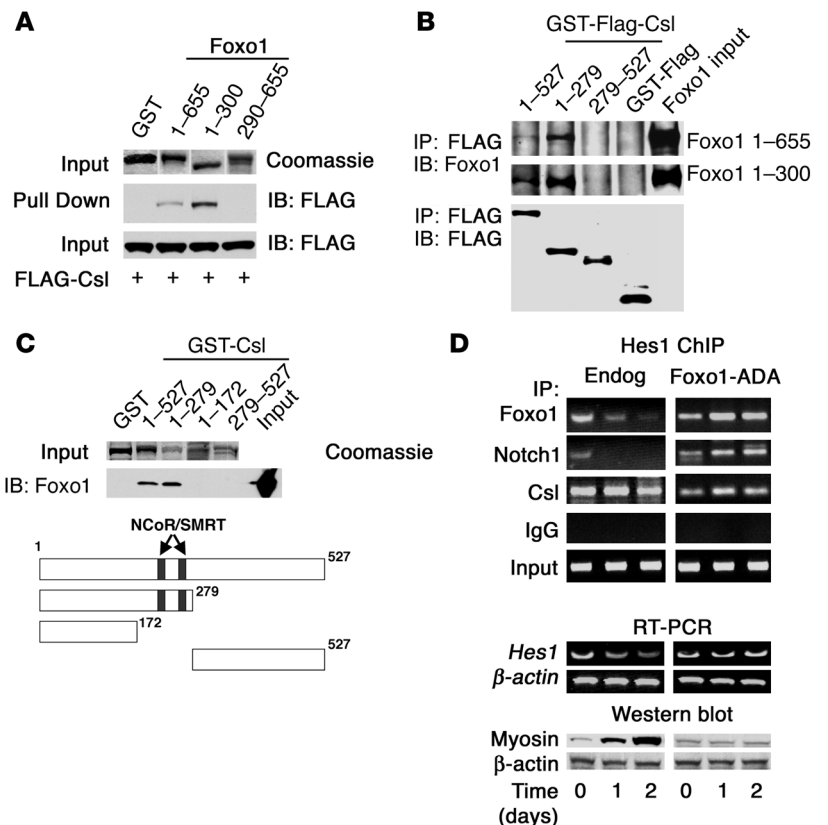 A
Foxo1
GST
1–655
1–300
290–655
Input
Coomassie
Pull Down
IB: FLAG
Input
IB: FLAG
FLAG-Csl + + + +
B
GST-Flag-Csl
1–527
1–279
279–527
GST-Flag
Foxo1 input
IP: FLAG
IB: Foxo1
Foxo1 1–655
Foxo1 1–300
IP: FLAG
IB: FLAG
C
GST-Csl
GST
1–527
1–279
1–172
279–527
Input
Input
Coomassie
IB: Foxo1
NCoR/SMRT
1
527
279
172
527
D
Hes1 ChIP
IP:
Endog
Foxo1-ADA
Foxo1
Notch1
Csl
IgG
Input
RT-PCR
Hes1
β-actin
Western blot
Myosin
β-actin
Time 0 1 2 0 1 2
(days)